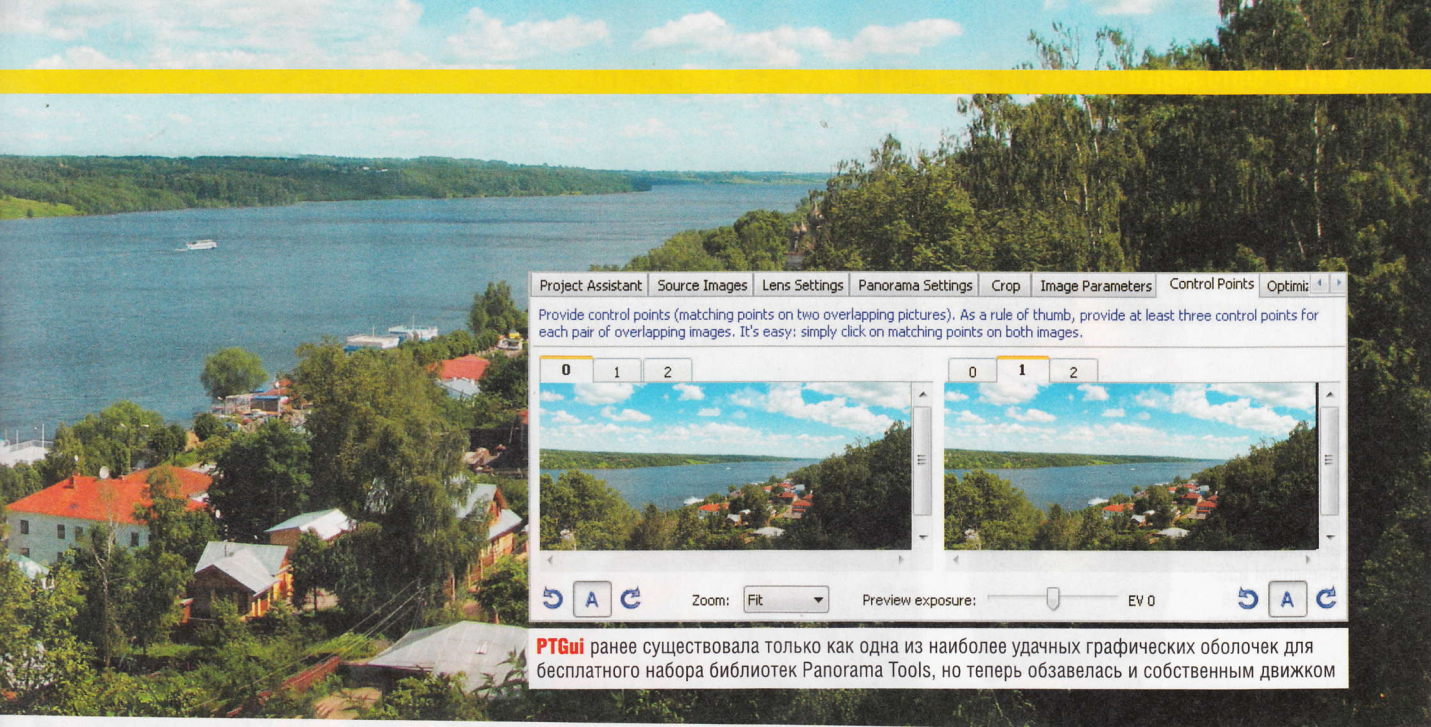 Project Assistant Source Images Lens Settings Panorama Settings Crop Image Parameters Control Points Optimiz
Provide control points (matching points on two overlapping pictures). As a rule of thumb, provide at least three control points for
each pair of overlapping images. It's easy: simply click on matching points on both images.
0 1 2 0 1 2
A Zoom: Fit Preview exposure: EV 0 A
PTGui ранее существовала только как одна из наиболее удачных графических оболочек для
бесплатного набора библиотек Panorama Tools, но теперь обзавелась и собственным движком